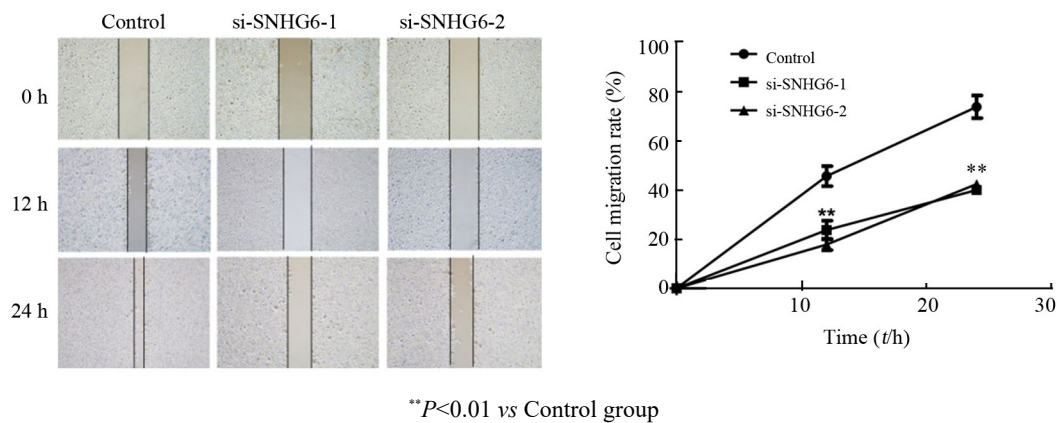 Control si-SNHG6-1 si-SNHG6-2
0 h
12 h
24 h
Cell migration rate (%)
100
80
60
40
20
0
Control
si-SNHG6-1
si-SNHG6-2
**
**
10 20 30
Time (t/h)
**P<0.01 vs Control group